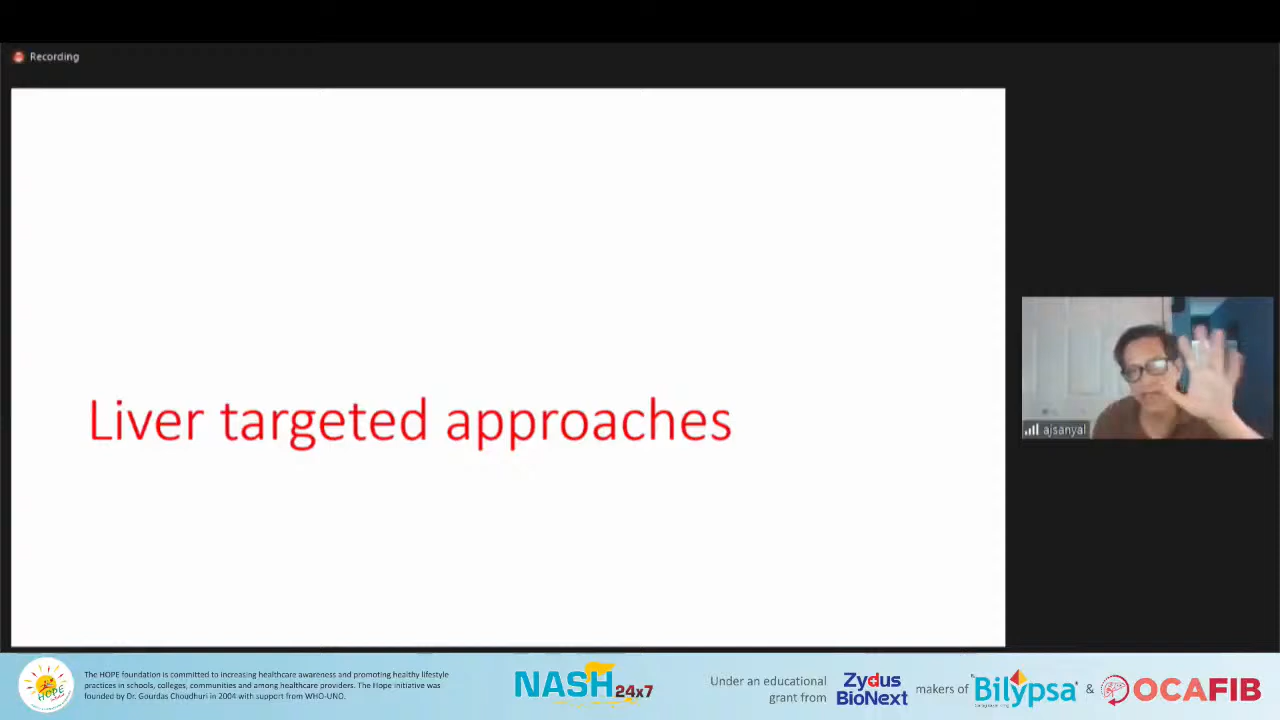 Recording
Liver targeted approaches
ajsanyal
HOPE
The HOPE foundation is committed to increasing healthcare awareness and promoting healthy lifestyle
practices in schools, colleges, communities and among healthcare providers. The Hope initiative was
founded by Dr. Gourdas Choudhuri in 2004 with support from WHO-UNO.
NASH 24x7
Under an educational
grant from
Zydus
BioNext
makers of
Bilypsa
&
OCAFIB